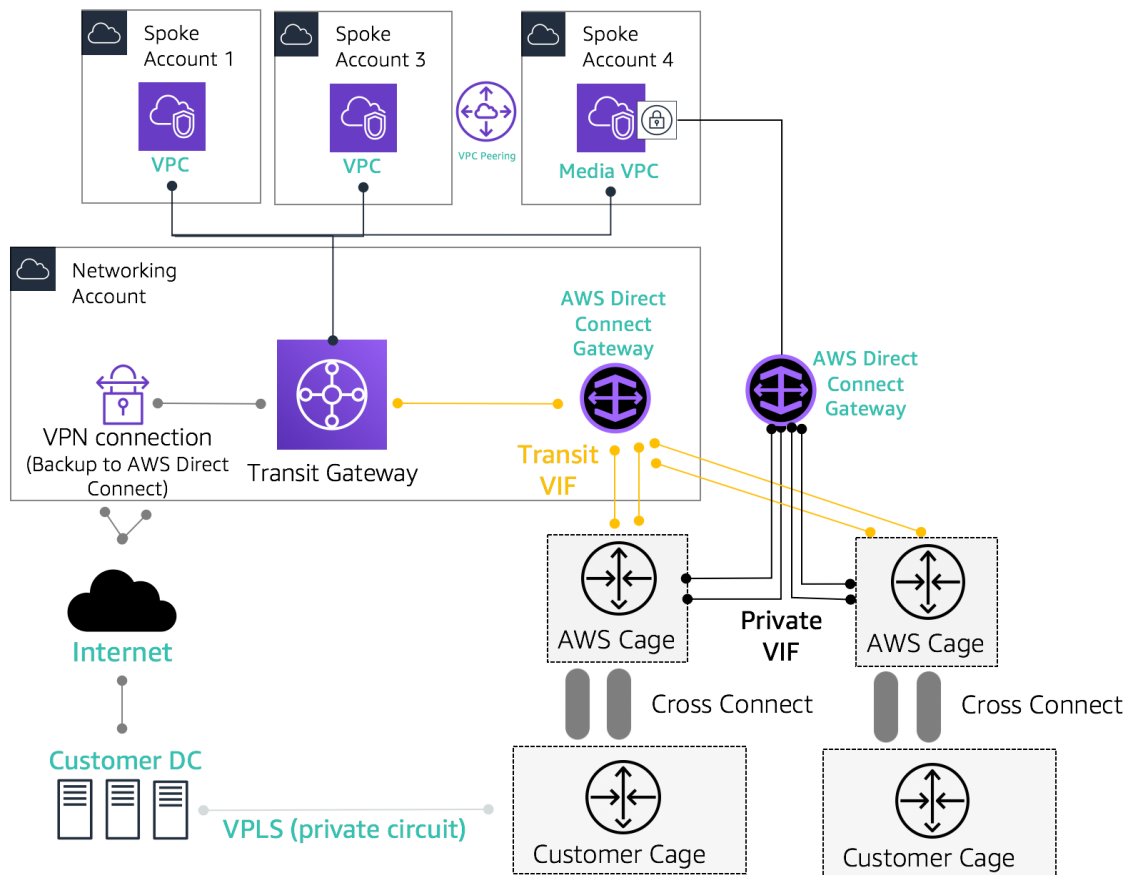 Spoke
Account 1
VPC
Spoke
Account 3
VPC
VPC Peering
Spoke
Account 4
Media VPC
Networking
Account
VPN connection
(Backup to AWS Direct
Connect)
Transit Gateway
AWS Direct
Connect
Gateway
AWS Direct
Connect
Gateway
Transit
VIF
Internet
AWS Cage
Private
VIF
AWS Cage
Cross Connect
Cross Connect
Customer DC
VPLS (private circuit)
Customer Cage
Customer Cage